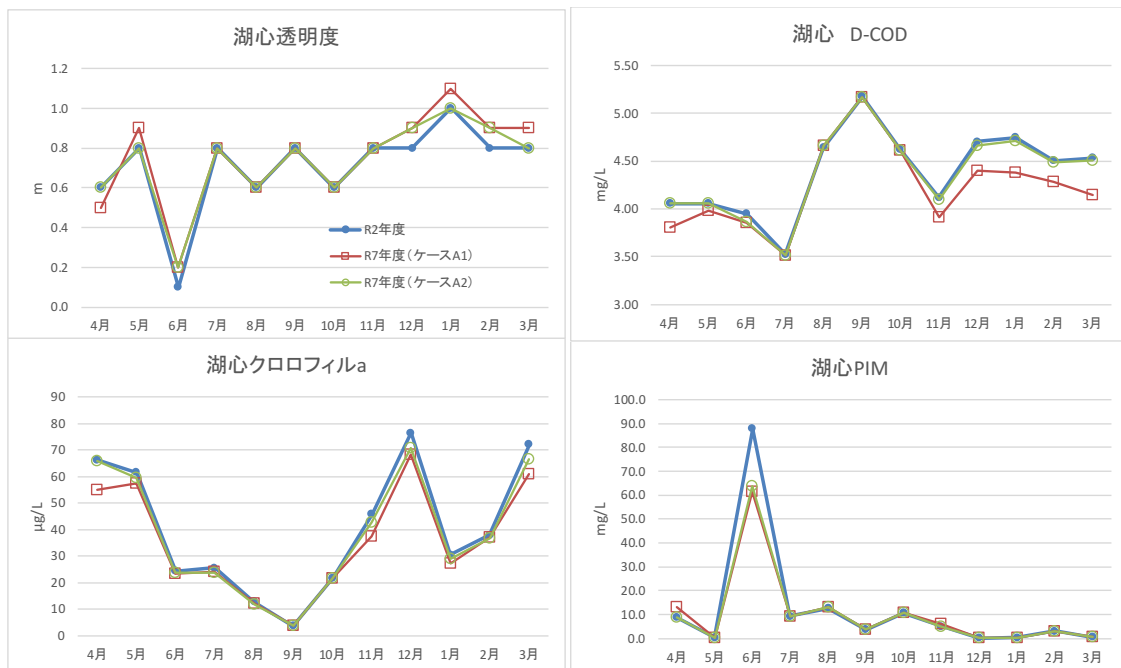 湖心透明度
1.2
1.0
0.8
0.6
0.4
0.2
0.0
m
R2年度
R7年度(ケースA1)
R7年度(ケースA2)
4月 5月 6月 7月 8月 9月 10月 11月 12月 1月 2月 3月
湖心 D-COD
5.50
5.00
4.50
4.00
3.50
3.00
mg/L
4月 5月 6月 7月 8月 9月 10月 11月 12月 1月 2月 3月
湖心クロロフィルa
90
80
70
60
50
40
30
20
10
0
μg/L
4月 5月 6月 7月 8月 9月 10月 11月 12月 1月 2月 3月
湖心PIM
100.0
90.0
80.0
70.0
60.0
50.0
40.0
30.0
20.0
10.0
0.0
mg/L
4月 5月 6月 7月 8月 9月 10月 11月 12月 1月 2月 3月